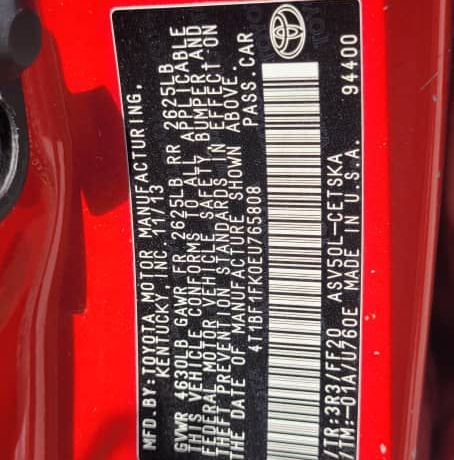 MFD.BY:TOYOTA MOTOR MANUFACTURING,
KENTUCKY INC. 11/13
GVWR 4630LB GAWR FR 2625LB RR 2625LB
THIS VEHICLE CONFORMS TO ALL APPLICABLE
FEDERAL MOTOR VEHICLE SAFETY, BUMPER AND
THEFT PREVENTION STANDARDS IN EFFECT ON
THE DATE OF MANUFACTURE SHOWN ABOVE.
4T1BF1FK0EU765808 PASS.CAR
/TR:3R3/FF20 ASV50L-CETSKA 94400
/TM:-01A/U760E MADE IN U.S.A.